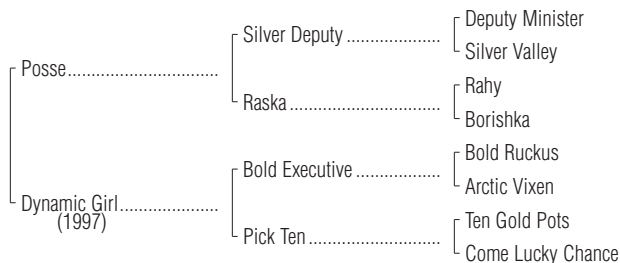 Deputy Minister
Silver Deputy ....................
Silver Valley
Posse................................
Rahy
Raska ................................
Borishka
Bold Ruckus
Bold Executive ..................
Arctic Vixen
Dynamic Girl.....................
(1997)
Ten Gold Pots
Pick Ten ............................
Come Lucky Chance